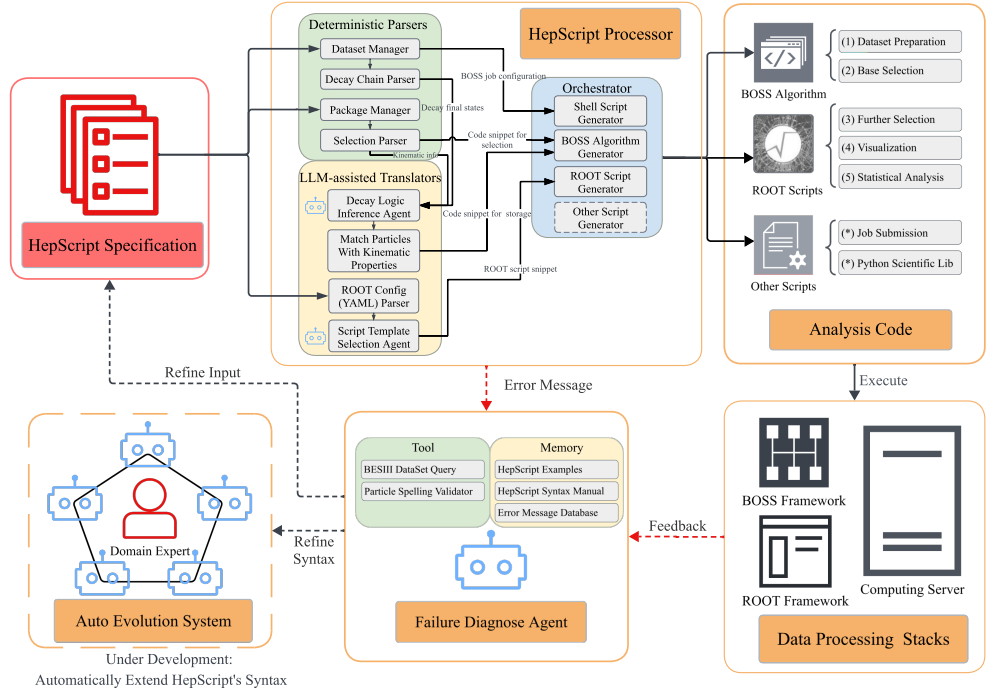 Deterministic Parsers
Dataset Manager
Decay Chain Parser
Package Manager
Selection Parser
HepScript Processor
BOSS job configuration
Decay final states
Code snippet for
selection
Kinematic info
LLM-assisted Translators
Decay Logic
Inference Agent
Match Particles
With Kinematic
Properties
ROOT Config
(YAML) Parser
Script Template
Selection Agent
Code snippet for storage
ROOT script snippet
Orchestrator
Shell Script
Generator
BOSS Algorithm
Generator
ROOT Script
Generator
Other Script
Generator
HepScript Specification
BOSS Algorithm
(1) Dataset Preparation
(2) Base Selection
ROOT Scripts
(3) Further Selection
(4) Visualization
(5) Statistical Analysis
Other Scripts
(*) Job Submission
(*) Python Scientific Lib
Analysis Code
Execute
Refine Input
Error Message
Tool
BESIII DataSet Query
Particle Spelling Validator
Memory
HepScript Examples
HepScript Syntax Manual
Error Message Database
Failure Diagnose Agent
Feedback
Refine
Syntax
Domain Expert
Auto Evolution System
Under Development:
Automatically Extend HepScript's Syntax
BOSS Framework
ROOT Framework
Computing Server
Data Processing Stacks